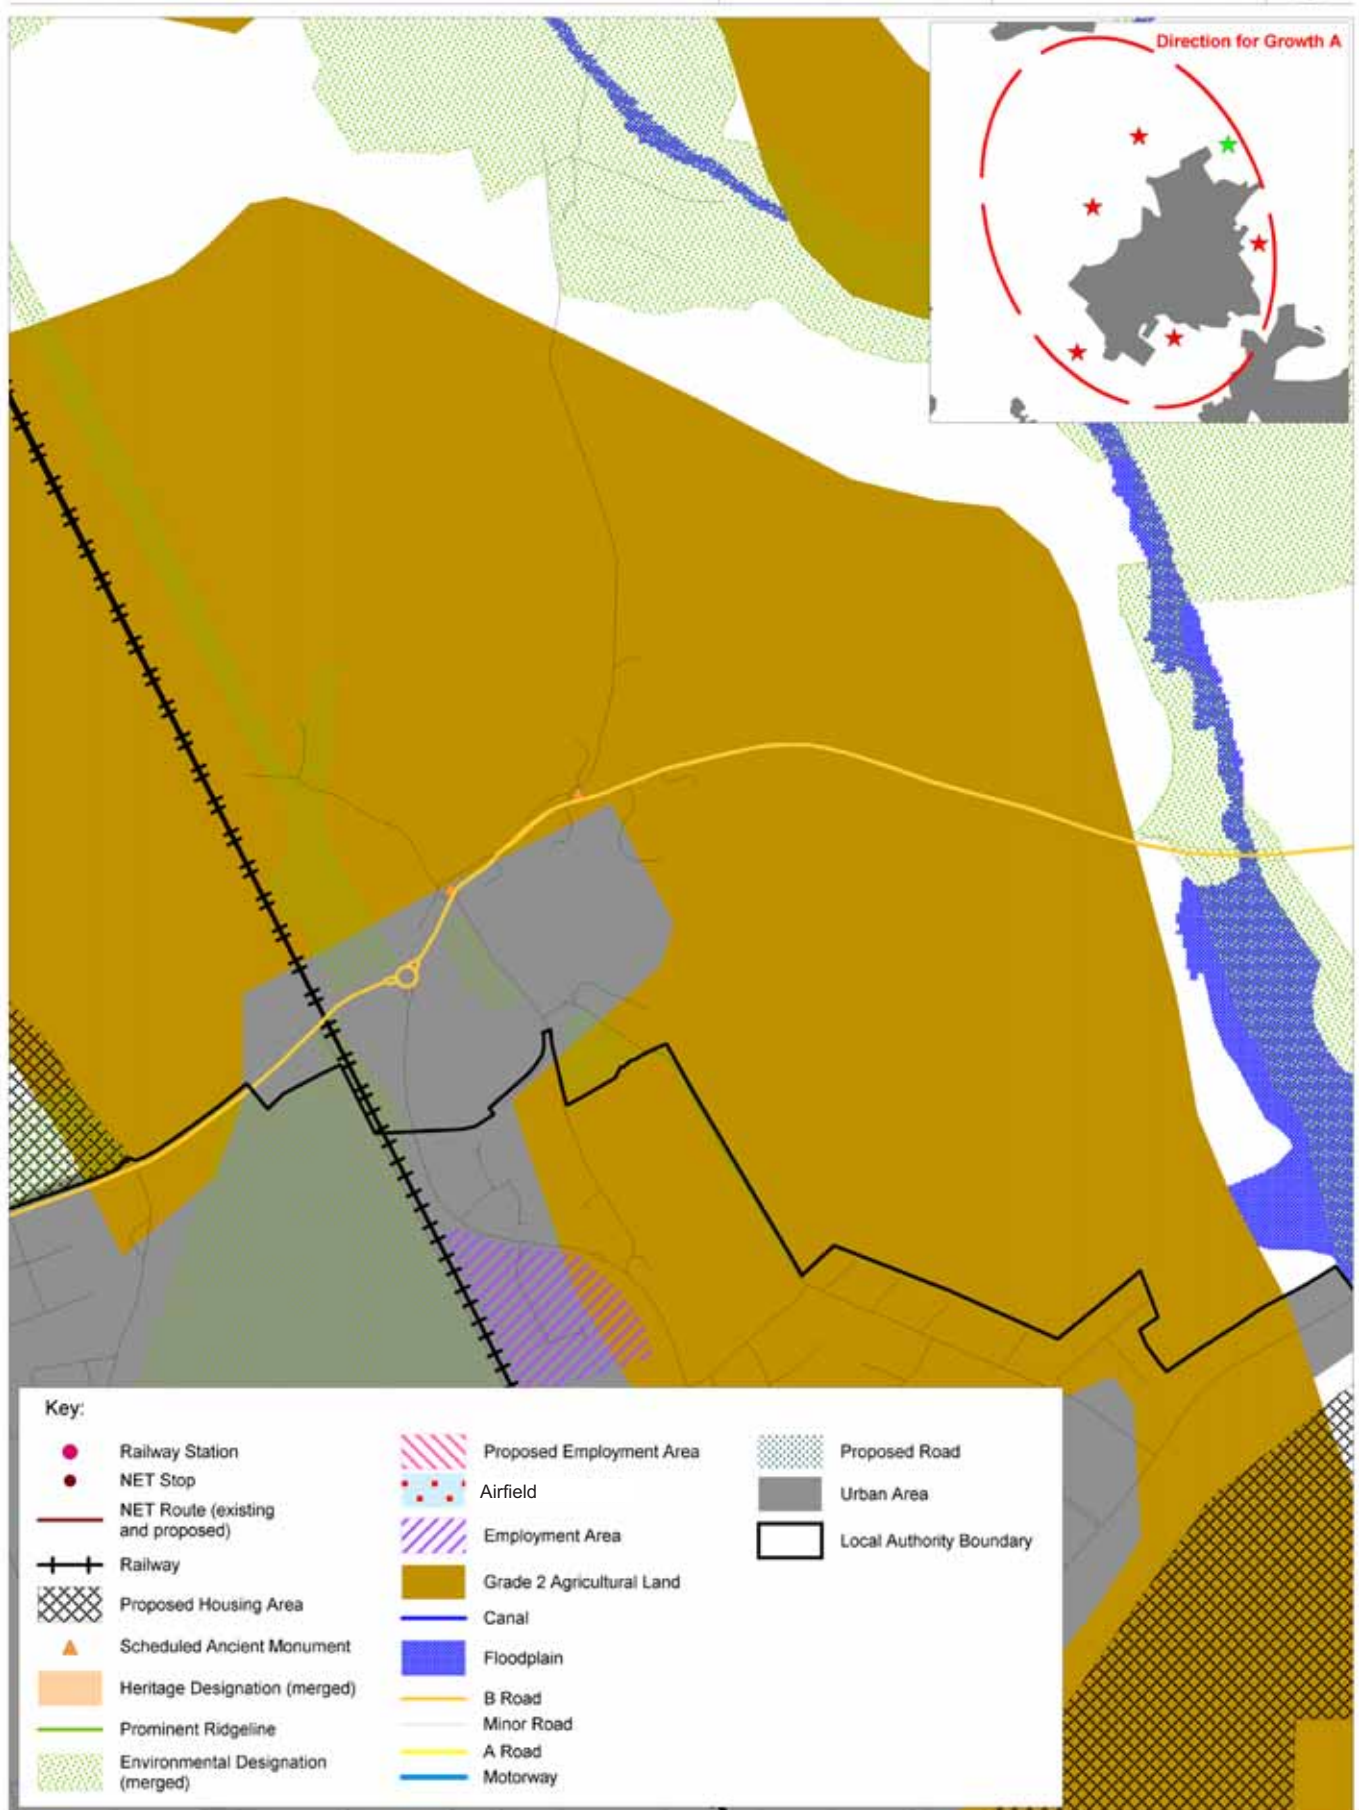 Direction for Growth A
Key:
Railway Station
NET Stop
NET Route (existing
and proposed)
Railway
Proposed Housing Area
Scheduled Ancient Monument
Heritage Designation (merged)
Prominent Ridgeline
Environmental Designation
(merged)
Proposed Employment Area
Airfield
Employment Area
Grade 2 Agricultural Land
Canal
Floodplain
B Road
Minor Road
A Road
Motorway
Proposed Road
Urban Area
Local Authority Boundary